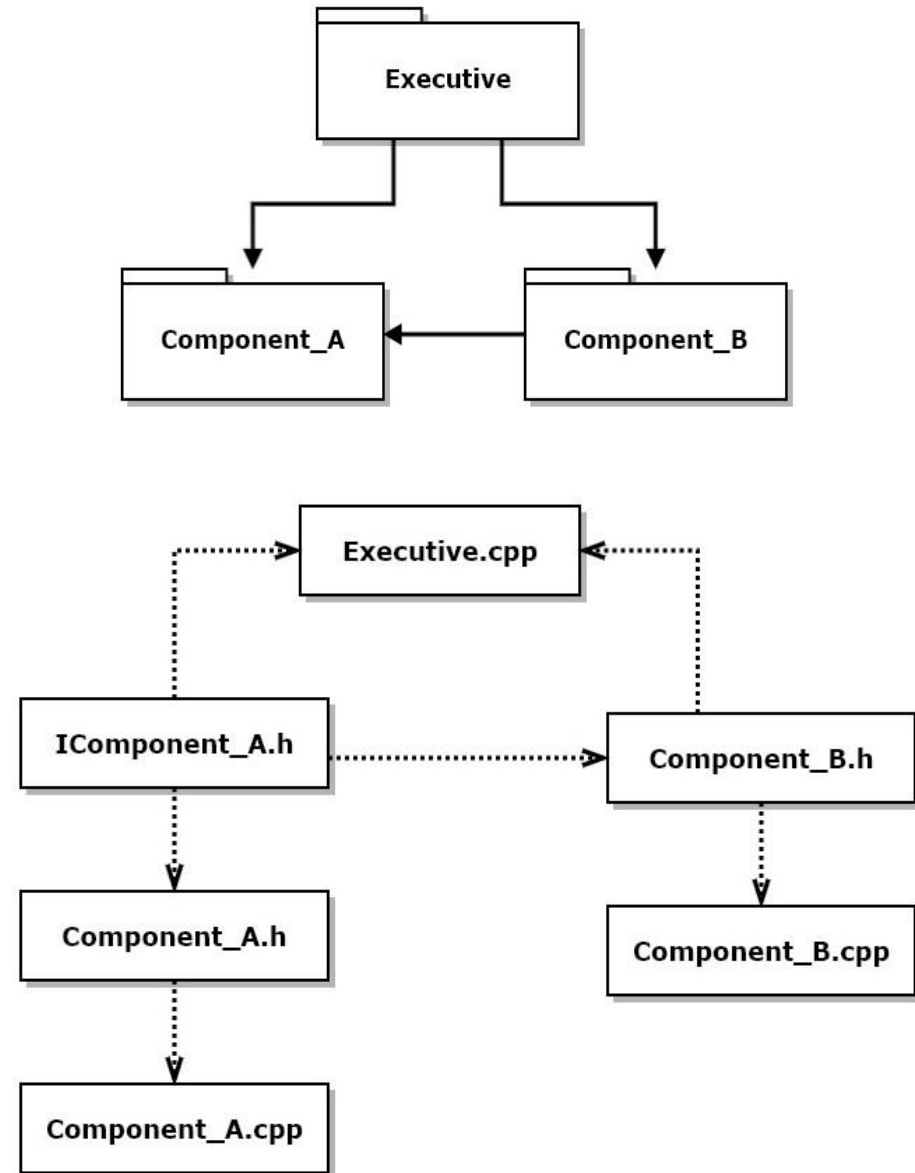 Executive
Component_A
Component_B
Executive.cpp
IComponent_A.h
Component_B.h
Component_A.h
Component_B.cpp
Component_A.cpp